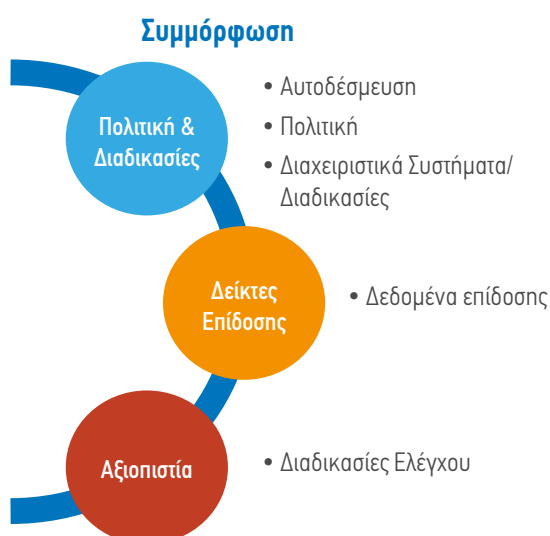 Συμμόρφωση
Πολιτική &
Διαδικασίες
• Αυτοδέσμευση
• Πολιτική
• Διαχειριστικά Συστήματα/
Διαδικασίες
Δείκτες
Επίδοσης
• Δεδομένα επίδοσης
Αξιοπιστία
• Διαδικασίες Ελέγχου